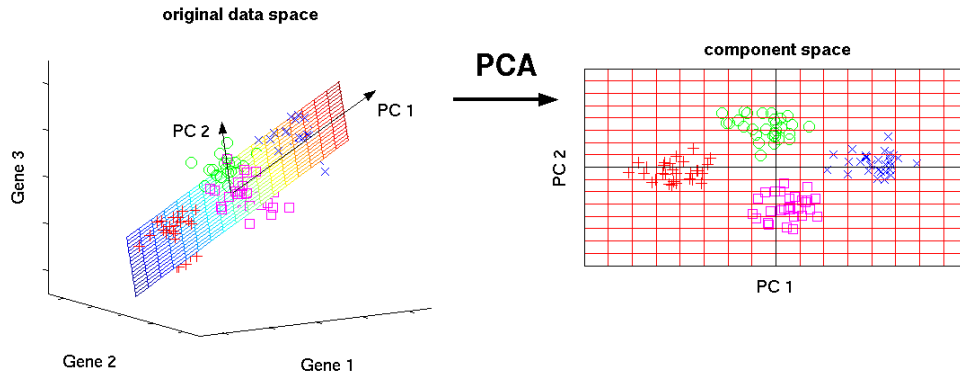 original data space
PCA
component space
PC 1
PC 2
Gene 3
PC 2
Gene 2
Gene 1
PC 1